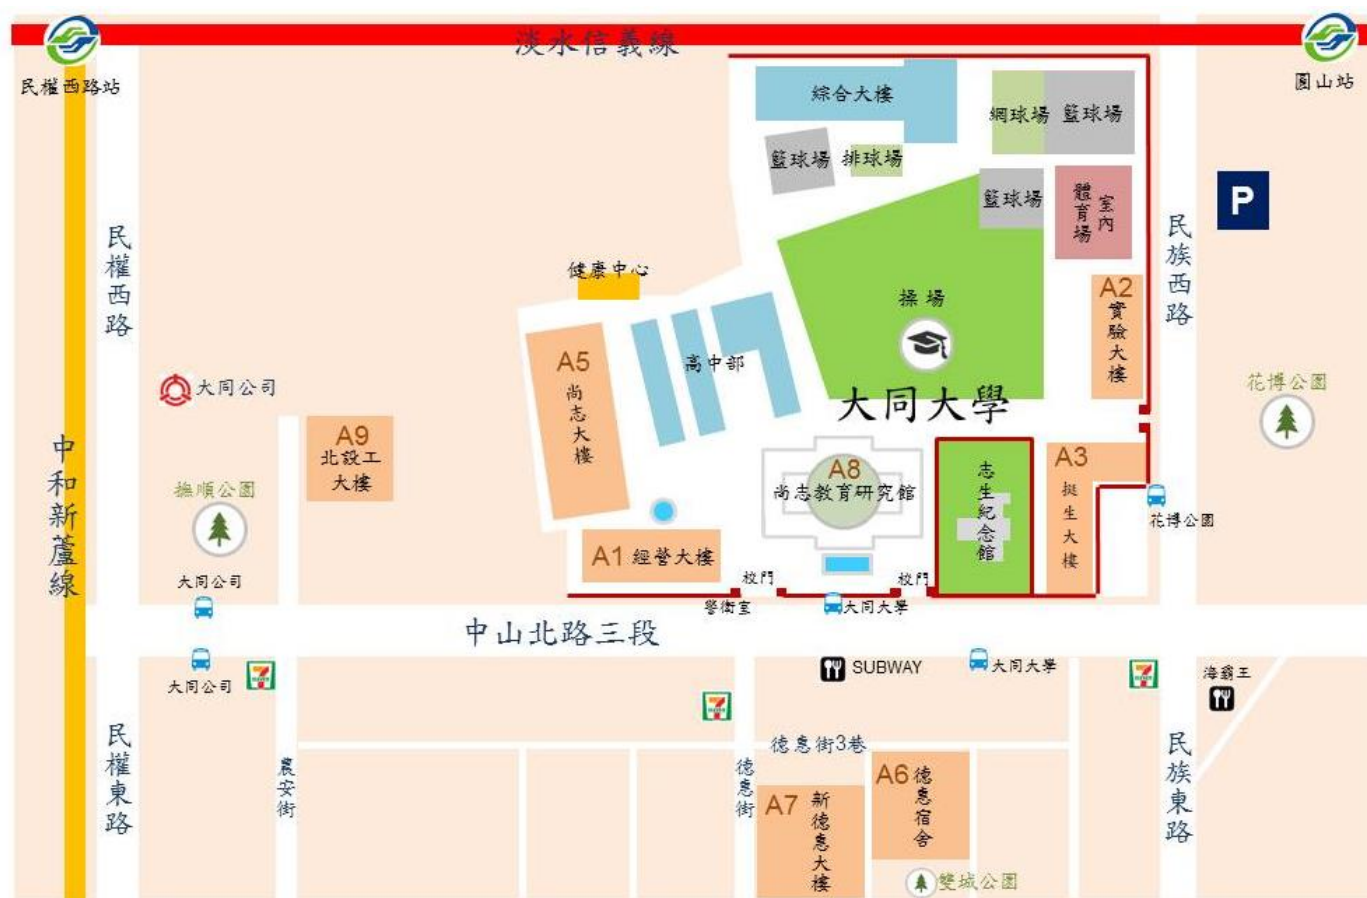 淡水信義線
民權西路站
圓山站
綜合大樓
網球場
籃球場
籃球場
排球場
籃球場
室內
體育場
P
民權西路
民族西路
健康中心
操場
A2
實驗大樓
A5
尚志大樓
高中部
大同大學
花博公園
大同公司
A9
北設工
大樓
中和新蘆線
撫順公園
A8
尚志教育研究館
志生紀念館
A3
挺生大樓
花博公園
A1 經營大樓
校門
校門
大同公司
警衛室
大同大學
中山北路三段
大同公司
SUBWAY
大同大學
海霸王
7
ELEVEN
7
ELEVEN
7
ELEVEN
民權東路
農安街
德惠街
德惠街3巷
民族東路
A6
德惠宿舍
A7
新德惠大樓
雙城公園